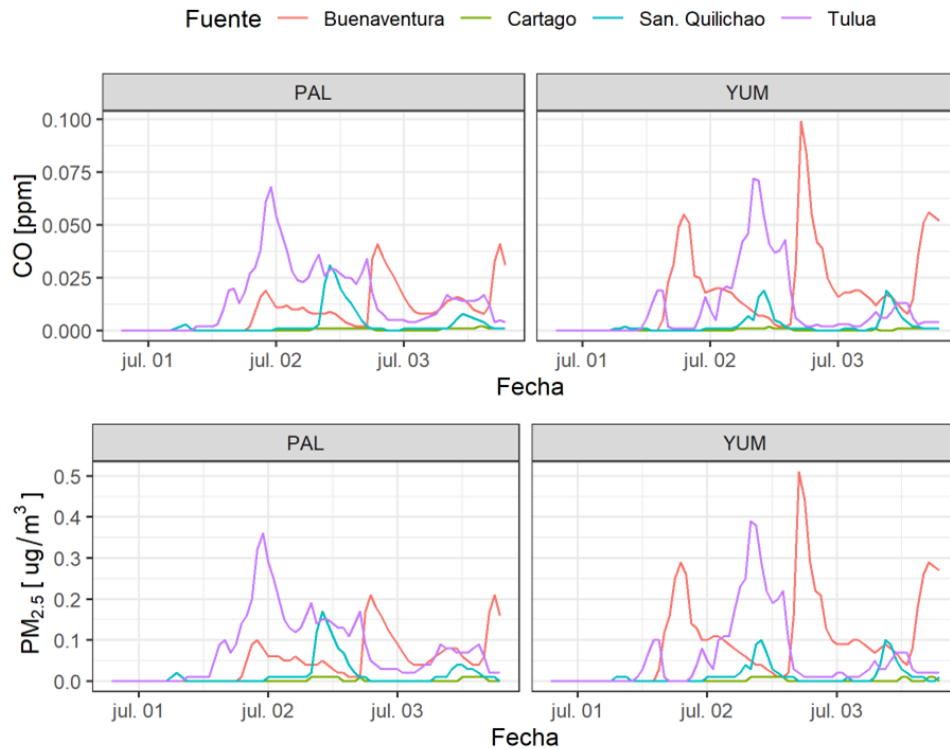 Fuente Buenaventura Cartago San. Quilichao Tulua
PAL YUM
CO [ppm]
0.100
0.075
0.050
0.025
0.000
jul. 01 jul. 02 jul. 03 jul. 01 jul. 02 jul. 03
Fecha
PAL YUM
PM2.5 [ ug/m3 ]
0.5
0.4
0.3
0.2
0.1
0.0
jul. 01 jul. 02 jul. 03 jul. 01 jul. 02 jul. 03
Fecha